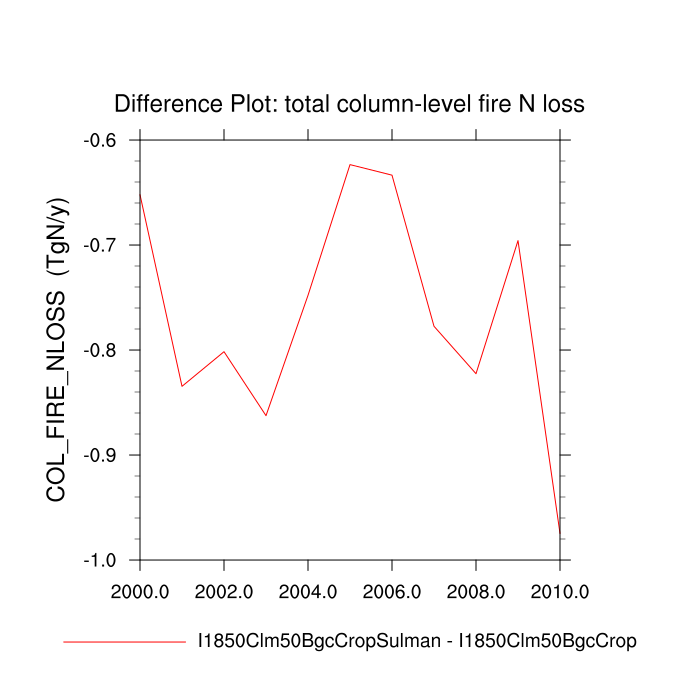 Difference Plot: total column-level fire N loss
COL_FIRE_NLOSS (TgN/y)
-0.6
-0.7
-0.8
-0.9
-1.0
2000.0 2002.0 2004.0 2006.0 2008.0 2010.0
I1850Clm50BgcCropSulman - I1850Clm50BgcCrop